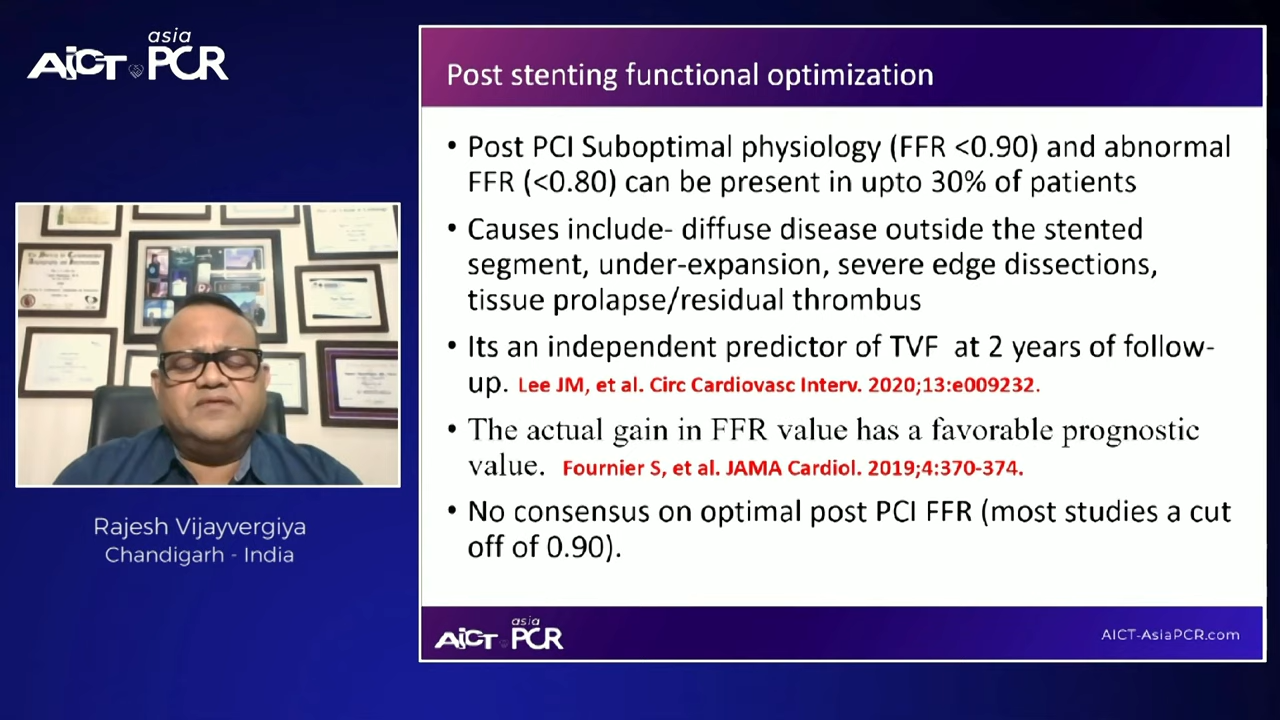 asia
AICT PCR
Post stenting functional optimization
• Post PCI Suboptimal physiology (FFR <0.90) and abnormal
FFR (<0.80) can be present in upto 30% of patients
• Causes include- diffuse disease outside the stented
segment, under-expansion, severe edge dissections,
tissue prolapse/residual thrombus
• Its an independent predictor of TVF at 2 years of follow-
up. Lee JM, et al. Circ Cardiovasc Interv. 2020;13:e009232.
• The actual gain in FFR value has a favorable prognostic
value. Fournier S, et al. JAMA Cardiol. 2019;4:370-374.
• No consensus on optimal post PCI FFR (most studies a cut
off of 0.90).
Rajesh Vijayvergiya
Chandigarh - India
asia
AICT PCR
AICT-AsiaPCR.com